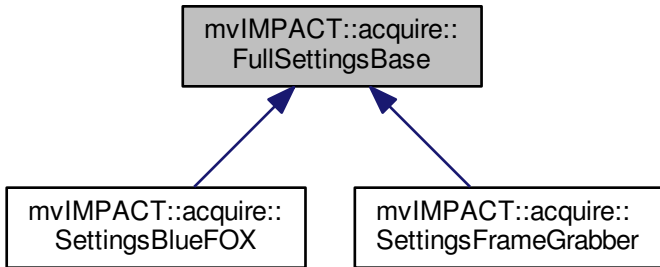 mvIMPACT::acquire::
FullSettingsBase
mvIMPACT::acquire::
SettingsBlueFOX
mvIMPACT::acquire::
SettingsFrameGrabber